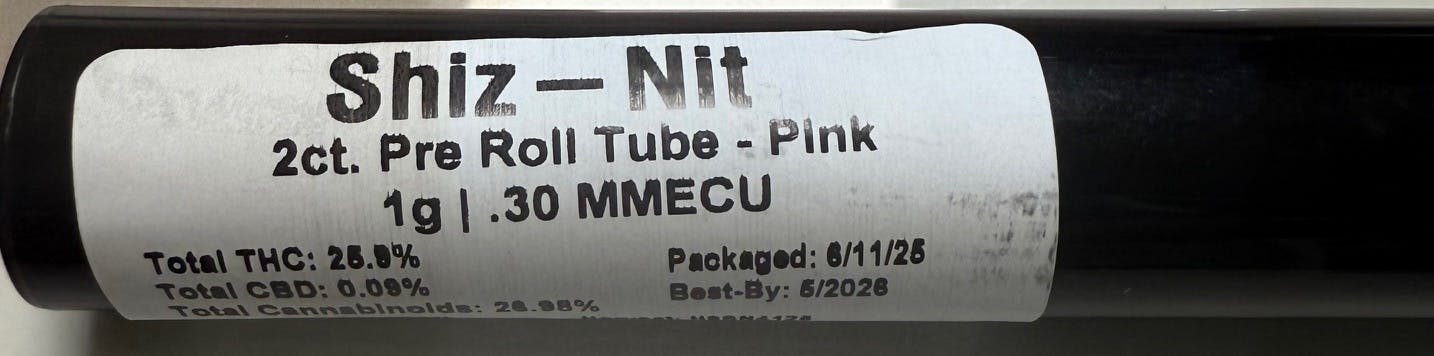 Shiz-Nit
2ct. Pre Roll Tube - PInk
1g | .30 MMECU
Total THC: 25.9%
Packaged: 6/11/25
Total CBD: 0.09%
Best-By: 5/2026
Total Cannabinoids: 26.98%